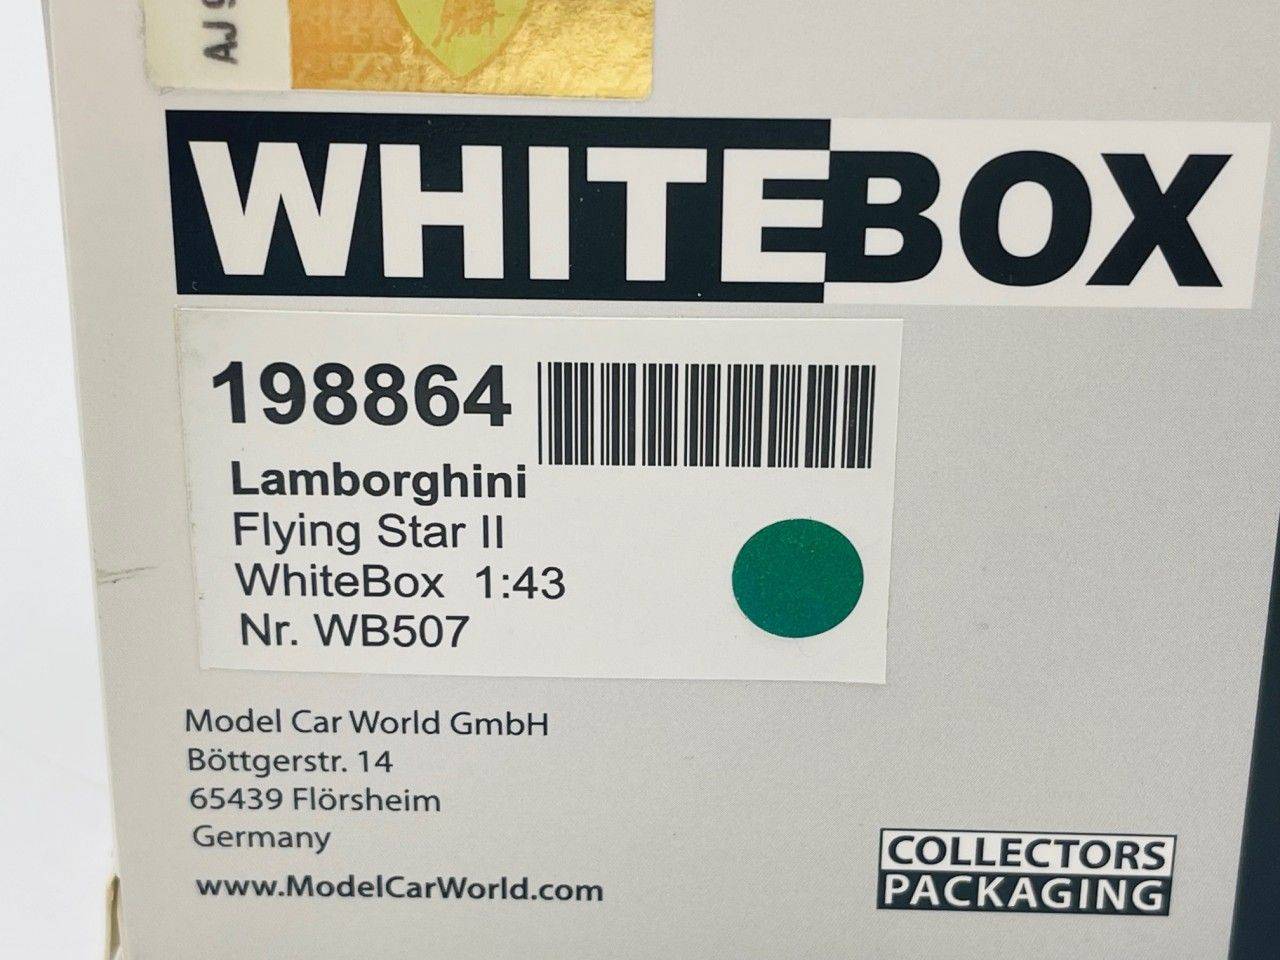 AJ 9
WHITEBOX
198864
Lamborghini
Flying Star II
WhiteBox 1:43
Nr. WB507
Model Car World GmbH
Böttgerstr. 14
65439 Flörsheim
Germany
www.ModelCarWorld.com
COLLECTORS
PACKAGING